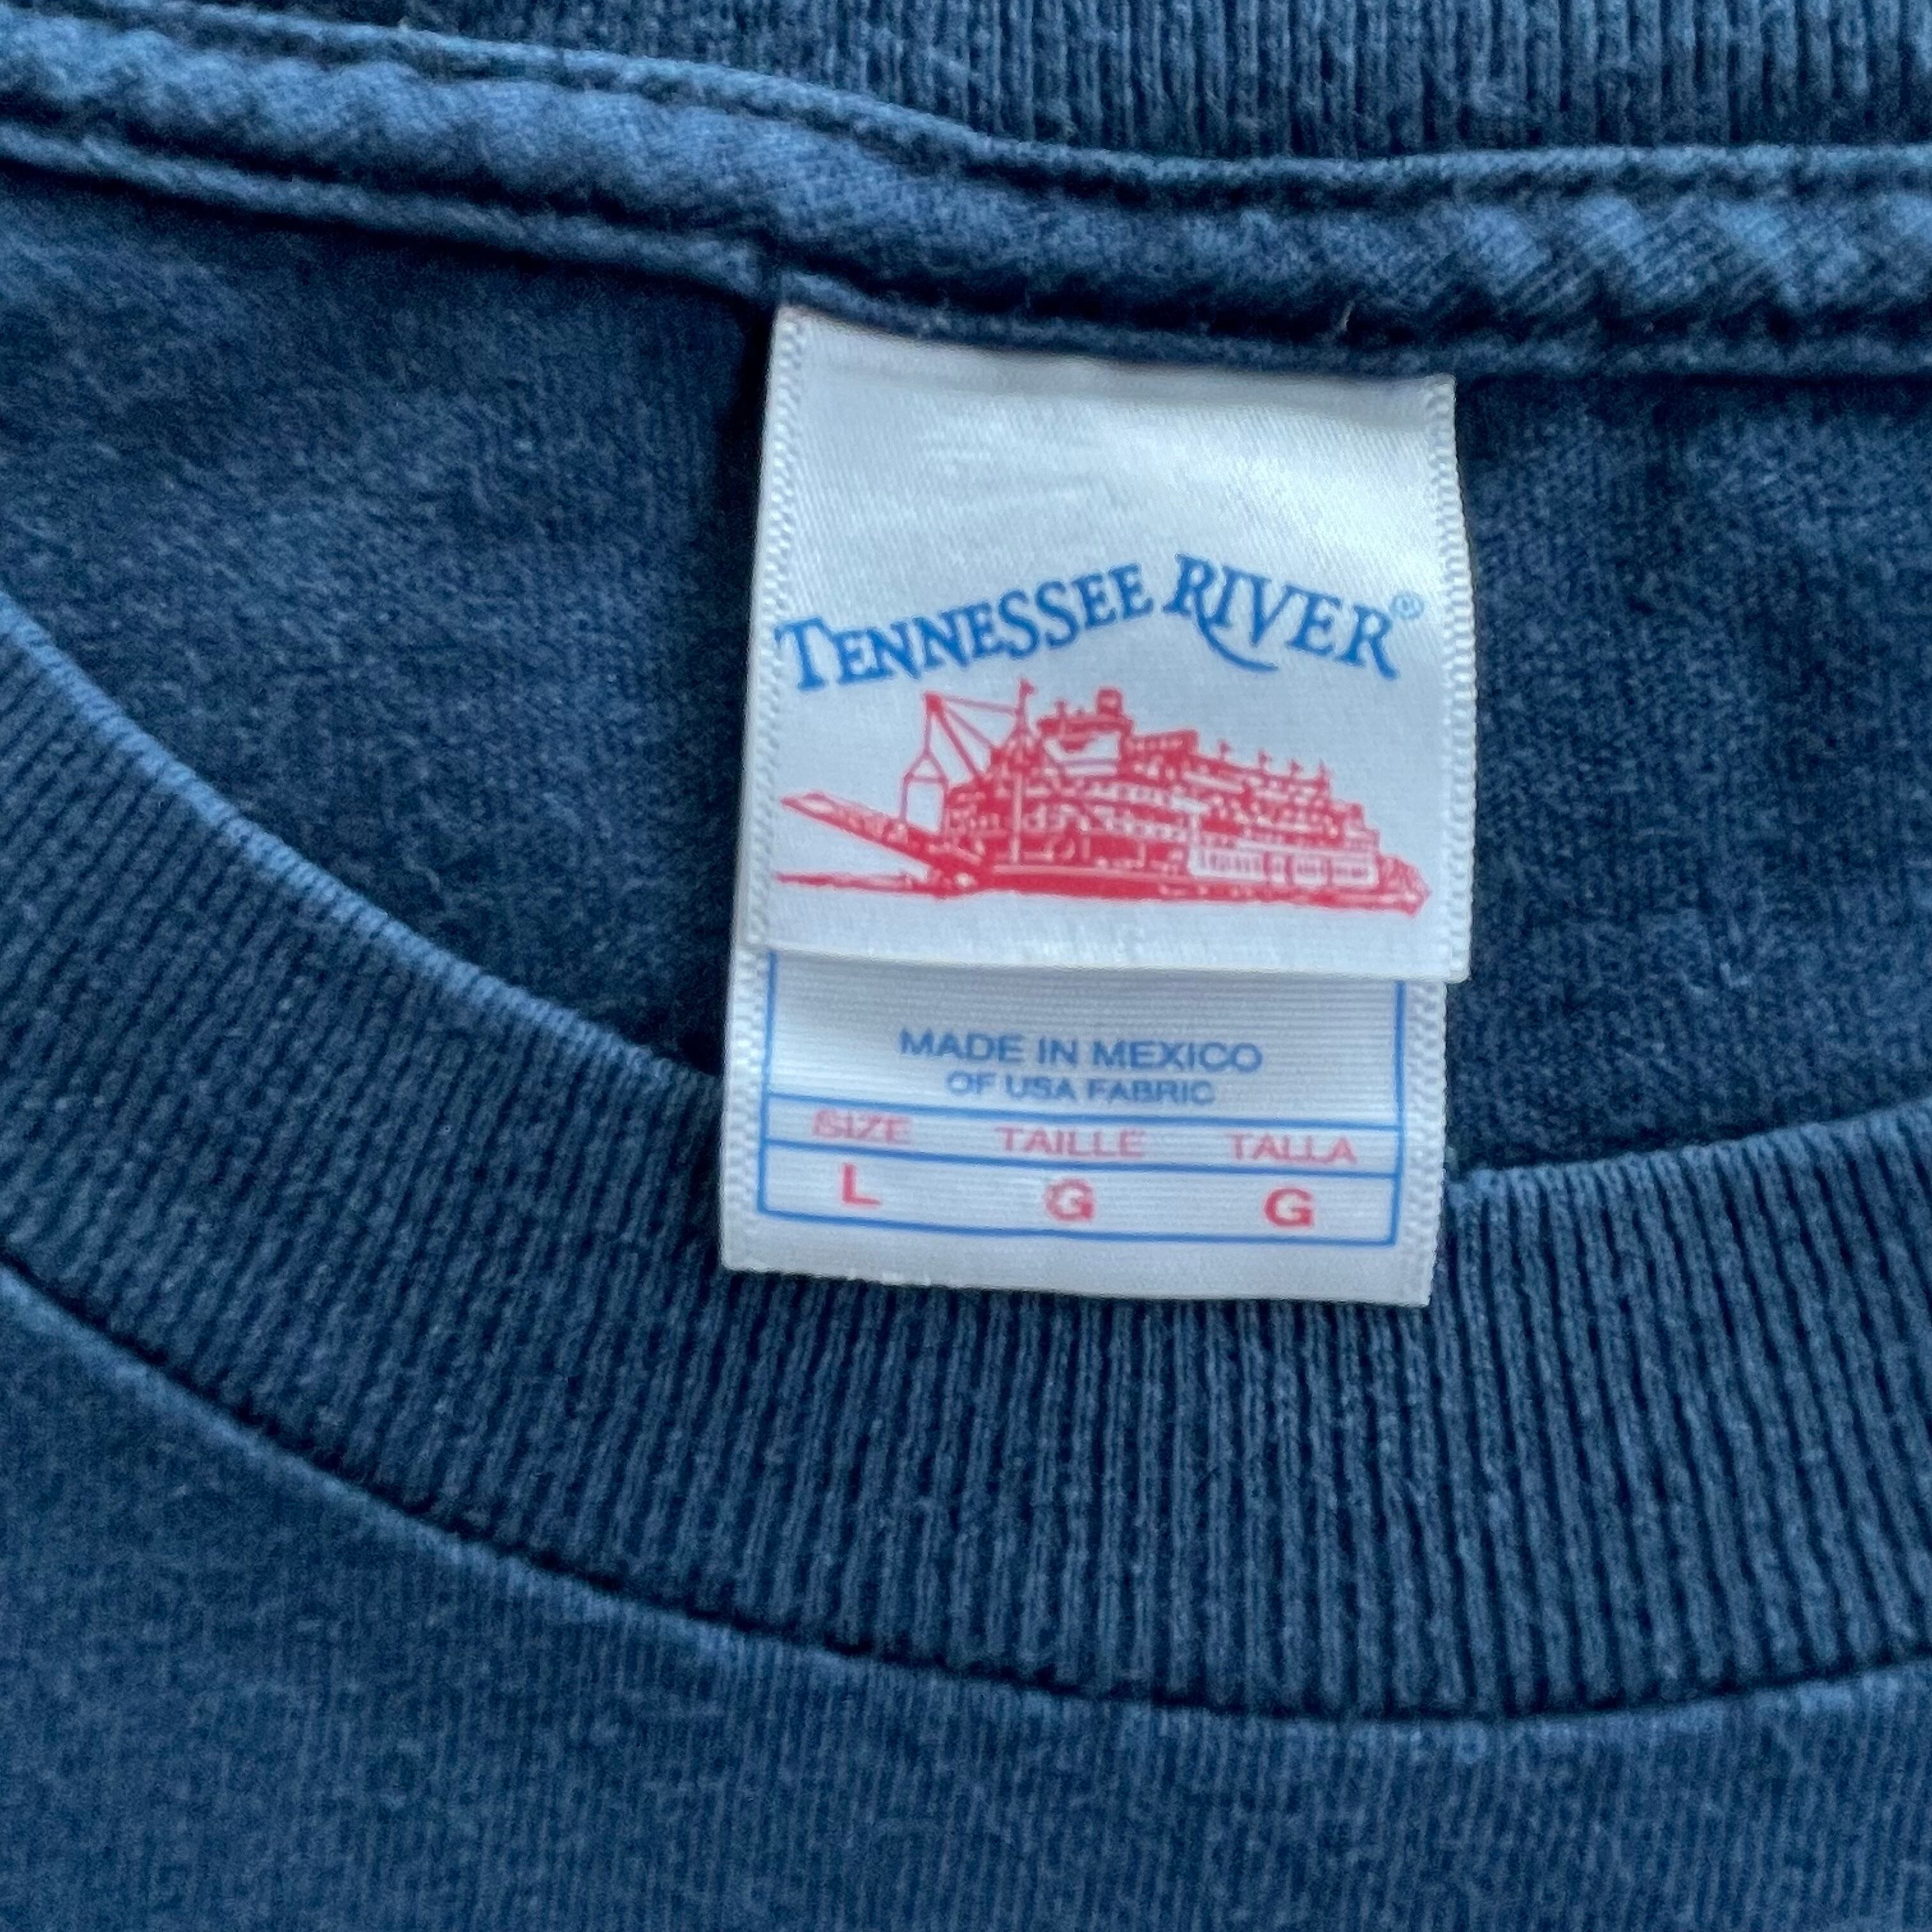 TENNESSEE RIVER®
MADE IN MEXICO
OF USA FABRIC
SIZE TAILLE TALLA
L G G